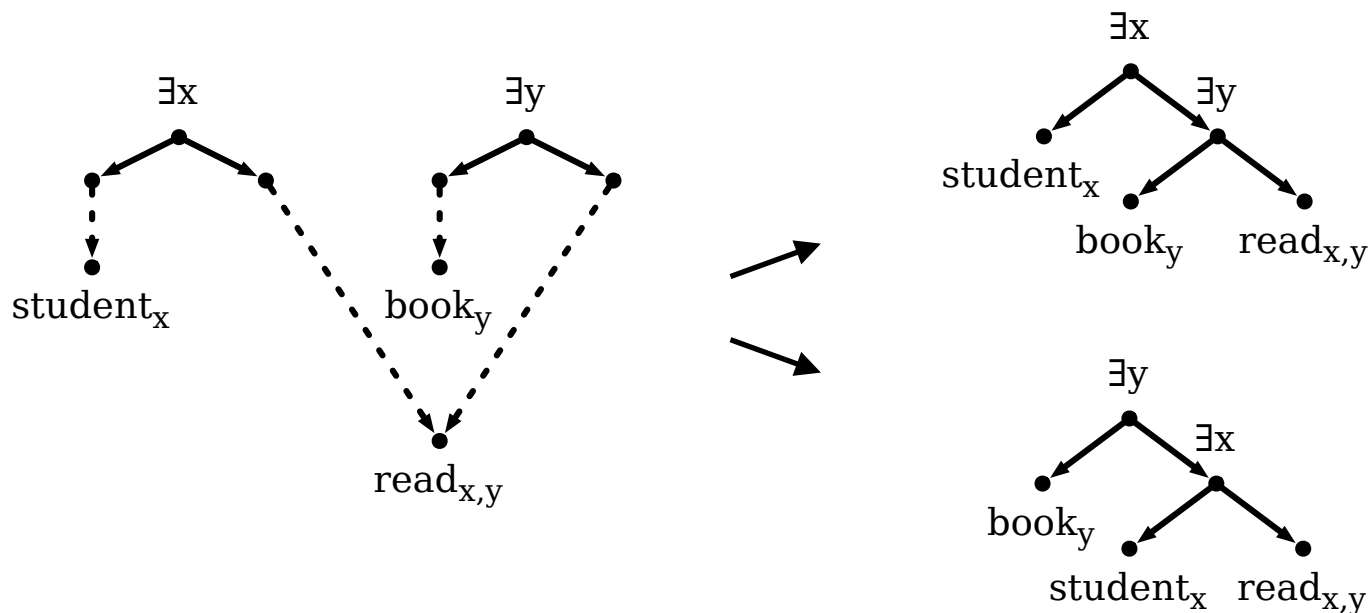 ∃x
∃y
student_x
book_y
read_x,y
∃x
∃y
student_x
book_y
read_x,y
∃y
∃x
book_y
student_x
read_x,y